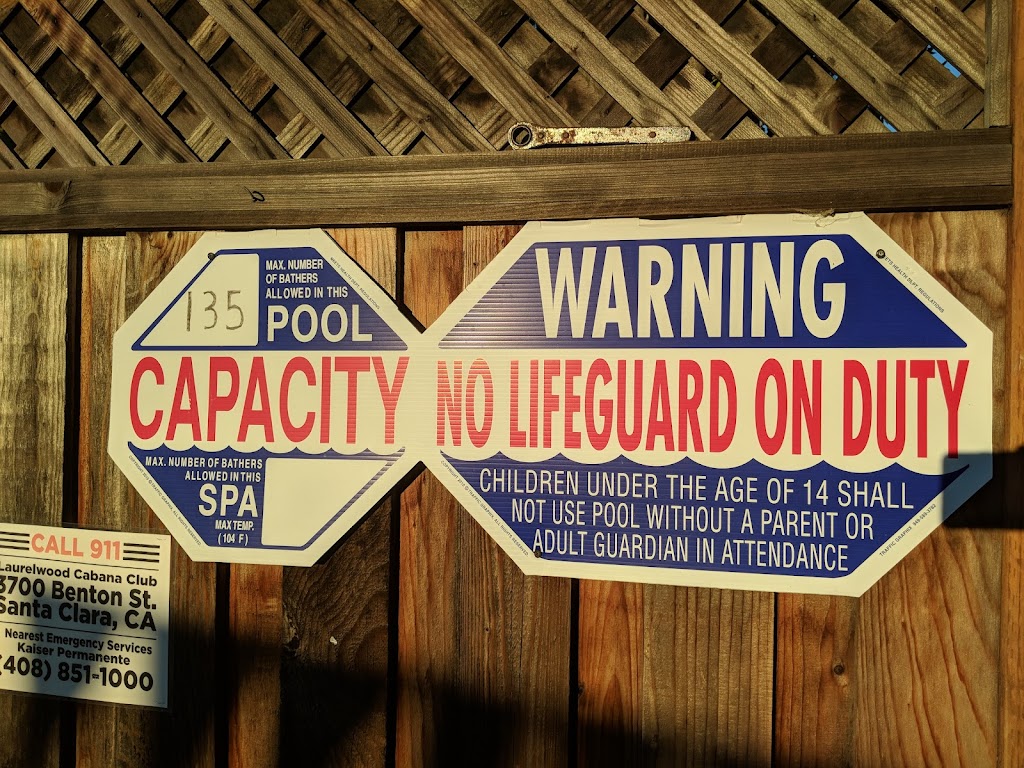 135
MAX. NUMBER
OF BATHERS
ALLOWED IN THIS
POOL
CAPACITY
MAX. NUMBER OF BATHERS
ALLOWED IN THIS
SPA
MAX TEMP.
( 104 F )
WARNING
NO LIFEGUARD ON DUTY
CHILDREN UNDER THE AGE OF 14 SHALL
NOT USE POOL WITHOUT A PARENT OR
ADULT GUARDIAN IN ATTENDANCE
CALL 911
Laurelwood Cabana Club
3700 Benton St.
Santa Clara, CA
Nearest Emergency Services
Kaiser Permanente
(408) 851-1000